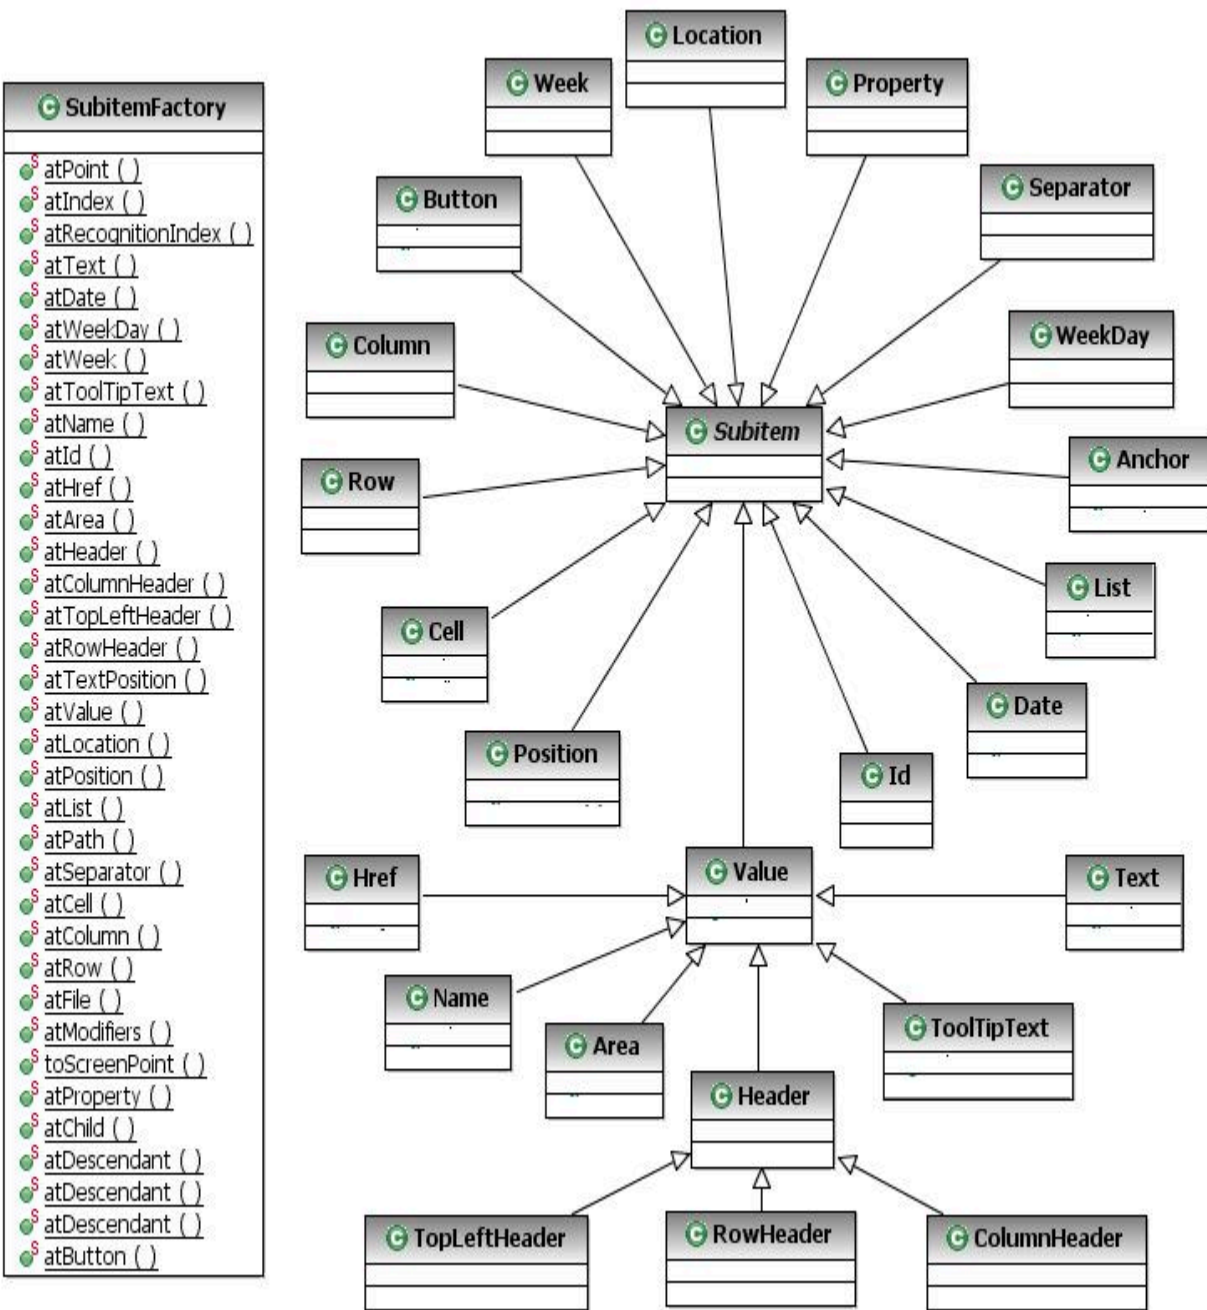 SubitemFactory
atPoint ( )
atIndex ( )
atRecognitionIndex ( )
atText ( )
atDate ( )
atWeekDay ( )
atWeek ( )
atToolTipText ( )
atName ( )
atId ( )
atHref ( )
atArea ( )
atHeader ( )
atColumnHeader ( )
atTopLeftHeader ( )
atRowHeader ( )
atTextPosition ( )
atValue ( )
atLocation ( )
atPosition ( )
atList ( )
atPath ( )
atSeparator ( )
atCell ( )
atColumn ( )
atRow ( )
atFile ( )
atModifiers ( )
toScreenPoint ( )
atProperty ( )
atChild ( )
atDescendant ( )
atDescendant ( )
atDescendant ( )
atButton ( )
Location
Week
Property
Button
Separator
Column
WeekDay
Subitem
Row
Anchor
List
Cell
Date
Position
Id
Href
Value
Text
Name
Area
ToolTipText
Header
TopLeftHeader
RowHeader
ColumnHeader